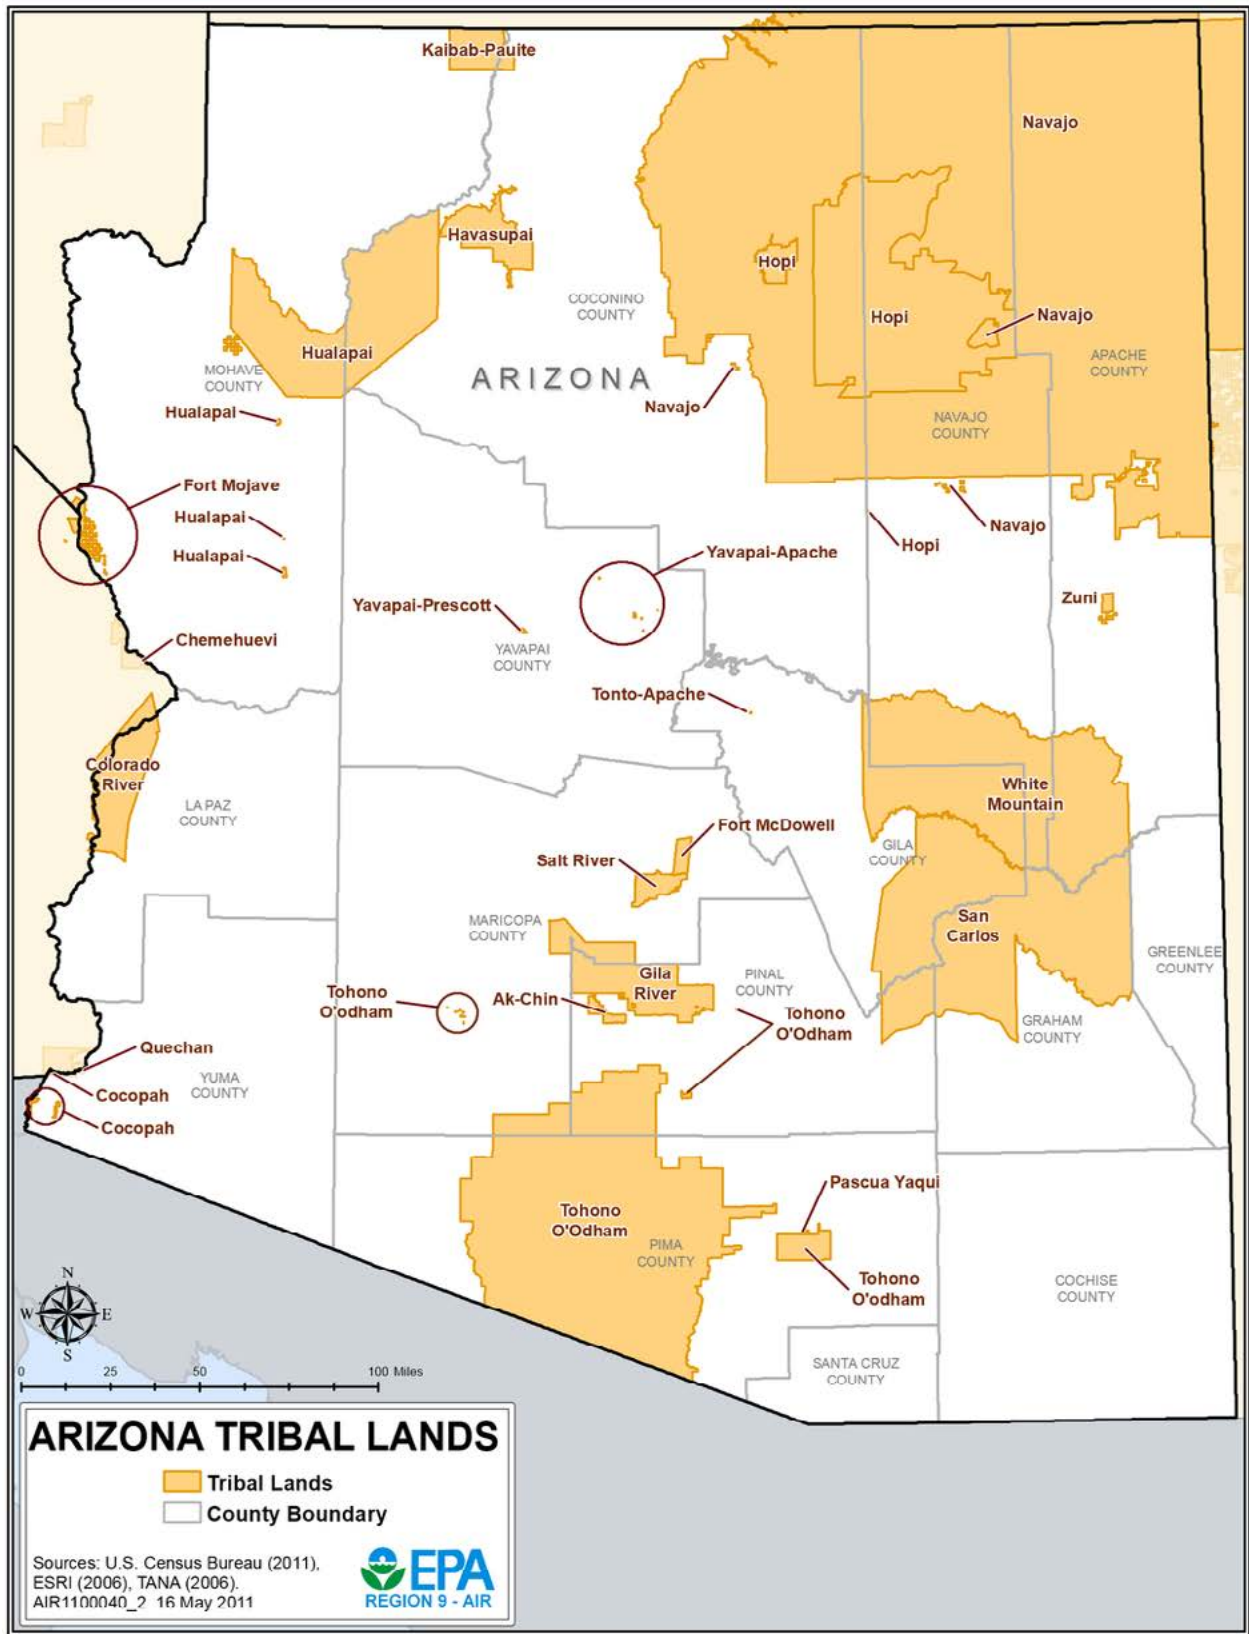 Kaibab-Pauite
Navajo
Havasupai
Hopi
COCONINO
COUNTY
Hopi
Navajo
Hualapai
APACHE
COUNTY
MOHAVE
COUNTY
ARIZONA
Hualapai
Navajo
NAVAJO
COUNTY
Fort Mojave
Hualapai
Navajo
Hopi
Hualapai
Yavapai-Apache
Yavapai-Prescott
Zuni
Chemehuevi
YAVAPAI
COUNTY
Tonto-Apache
Colorado
River
White
Mountain
LA PAZ
COUNTY
Fort McDowell
GILA
COUNTY
Salt River
MARICOPA
COUNTY
San
Carlos
GREENLEE
COUNTY
Gila
River
PINAL
COUNTY
Tohono
O'odham
Ak-Chin
Tohono
O'Odham
GRAHAM
COUNTY
Quechan
YUMA
COUNTY
Cocopah
Cocopah
Pascua Yaqui
Tohono
O'Odham
PIMA
COUNTY
Tohono
O'odham
COCHISE
COUNTY
N
W E
S
SANTA CRUZ
COUNTY
0 25 50 100 Miles
ARIZONA TRIBAL LANDS
Tribal Lands
County Boundary
Sources: U.S. Census Bureau (2011),
ESRI (2006), TANA (2006).
AIR1100040_2 16 May 2011
EPA
REGION 9 - AIR